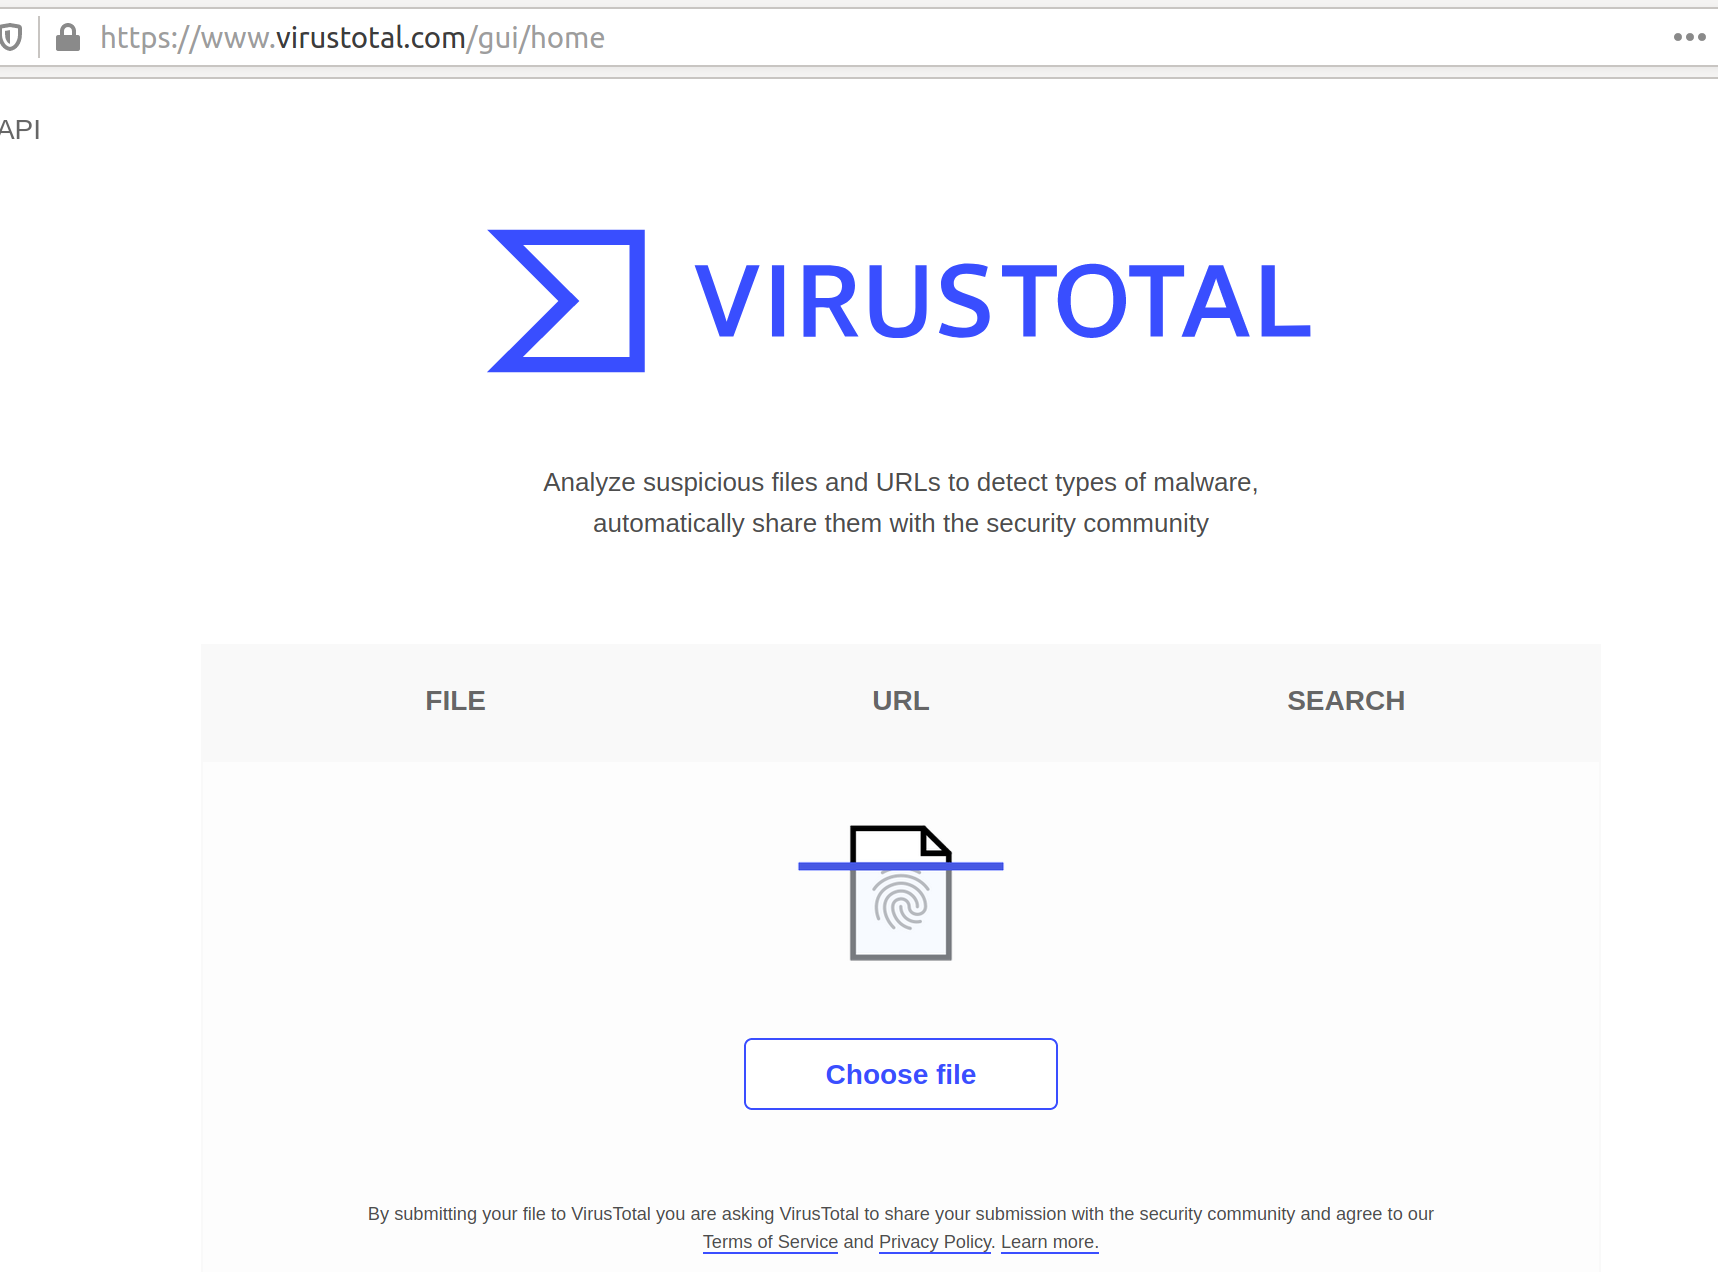 https://www.virustotal.com/gui/home
API
VIRUSTOTAL
Analyze suspicious files and URLs to detect types of malware,
automatically share them with the security community
FILE URL SEARCH
Choose file
By submitting your file to VirusTotal you are asking VirusTotal to share your submission with the security community and agree to our
Terms of Service and Privacy Policy. Learn more.